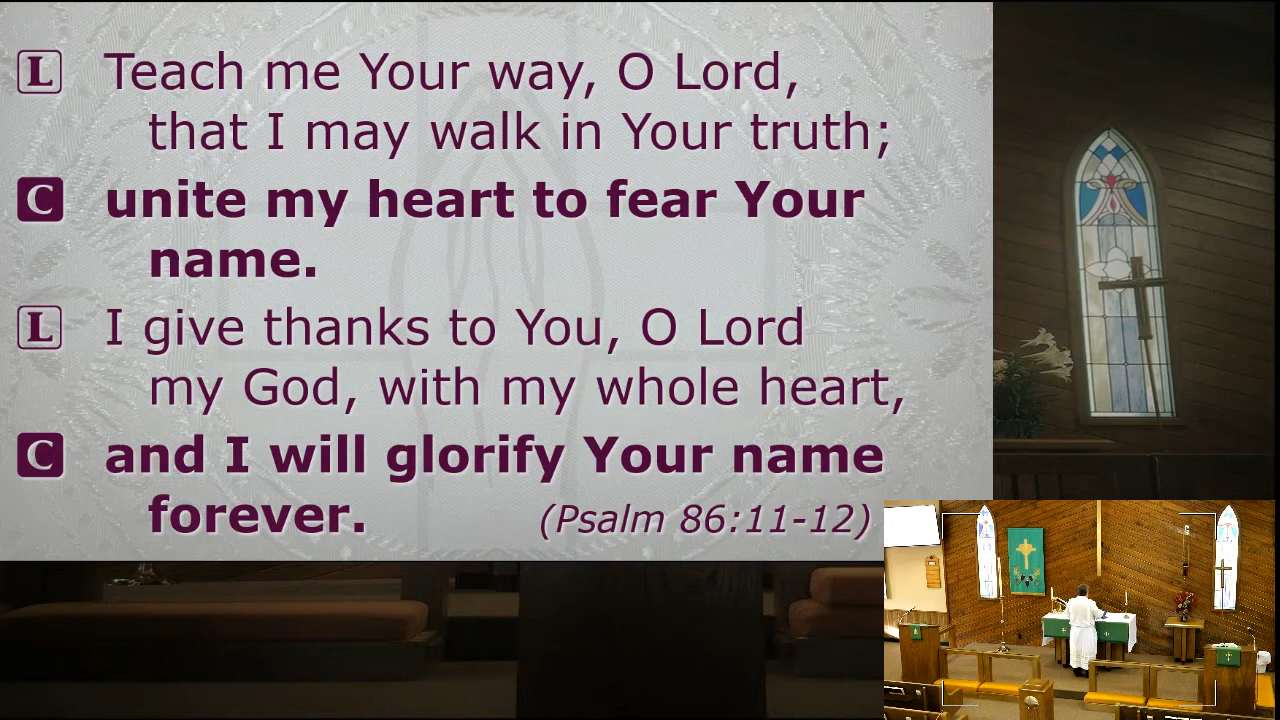 L Teach me Your way, O Lord,
that I may walk in Your truth;
C unite my heart to fear Your
name.
L I give thanks to You, O Lord
my God, with my whole heart,
C and I will glorify Your name
forever. (Psalm 86:11-12)